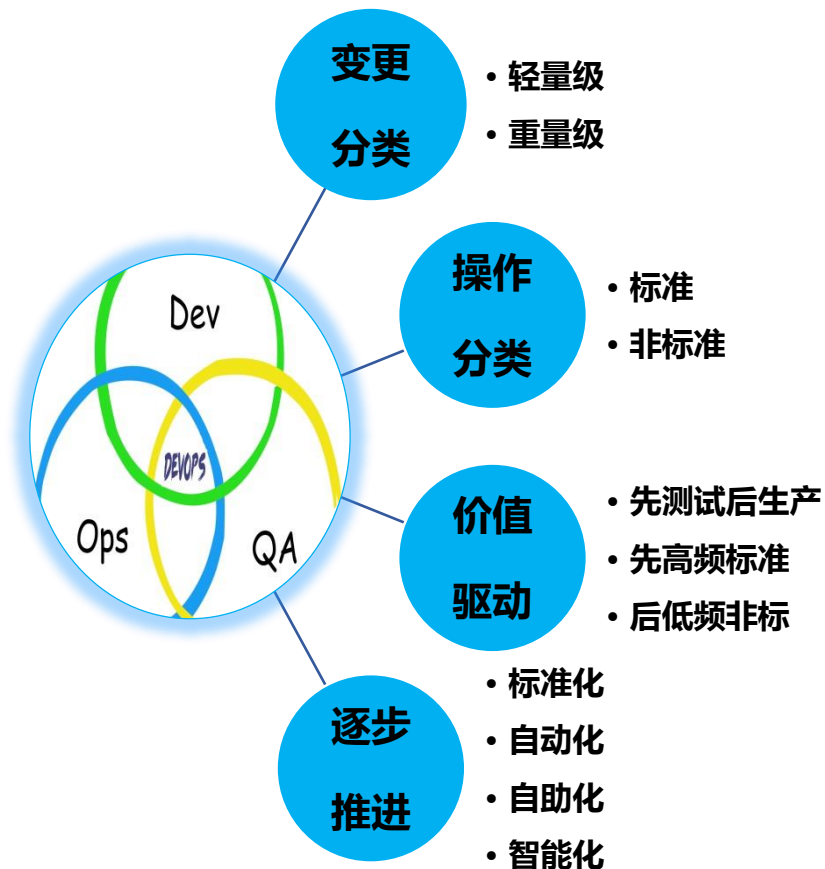 变更
分类
• 轻量级
• 重量级
操作
分类
• 标准
• 非标准
Dev
DEVOPS
Ops
QA
价值
驱动
• 先测试后生产
• 先高频标准
• 后低频非标
逐步
推进
• 标准化
• 自动化
• 自助化
• 智能化